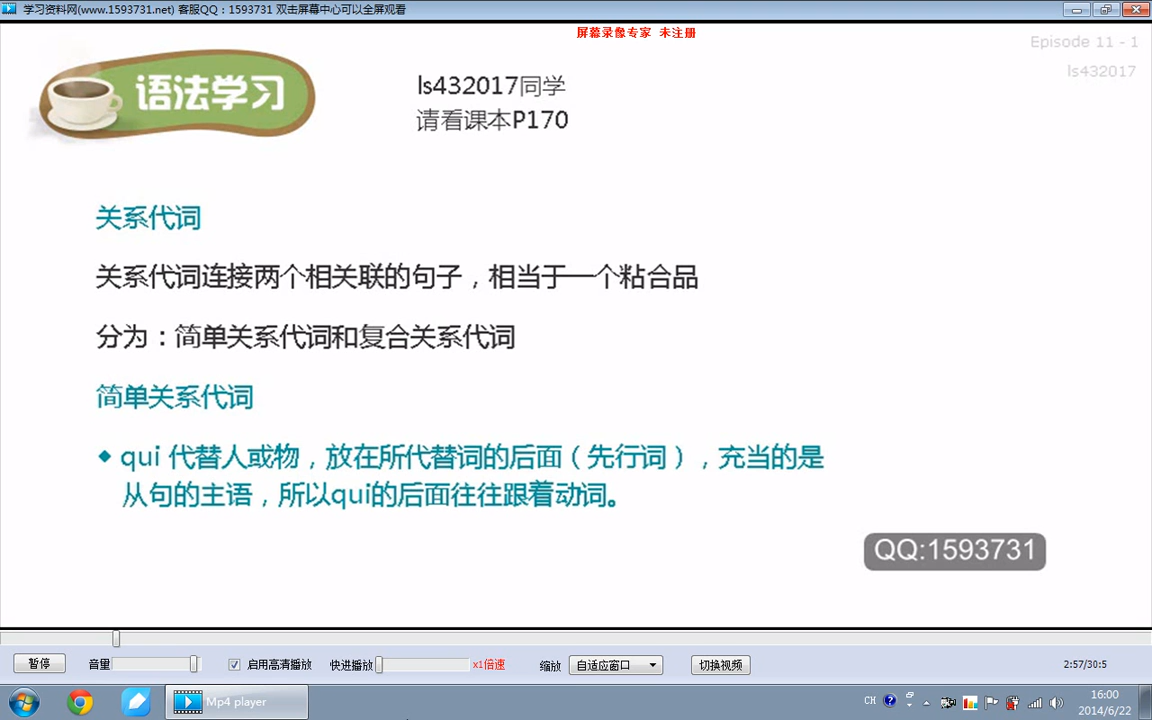 学习资料网(www.1593731.net) 客服QQ：1593731 双击屏幕中心可以全屏观看
屏幕录像专家 未注册
Episode 11 - 1
ls432017
语法学习
ls432017同学
请看课本P170
关系代词
关系代词连接两个相关联的句子，相当于一个粘合品
分为：简单关系代词和复合关系代词
简单关系代词
◆ qui 代替人或物，放在所代替词的后面（先行词），充当的是
从句的主语，所以qui的后面往往跟着动词。
QQ:1593731
暂停 音量 启用高清播放 快进播放 x1倍速 缩放 自适应窗口 切换视频 2:57/30:5
Mp4 player
CH
16:00
2014/6/22